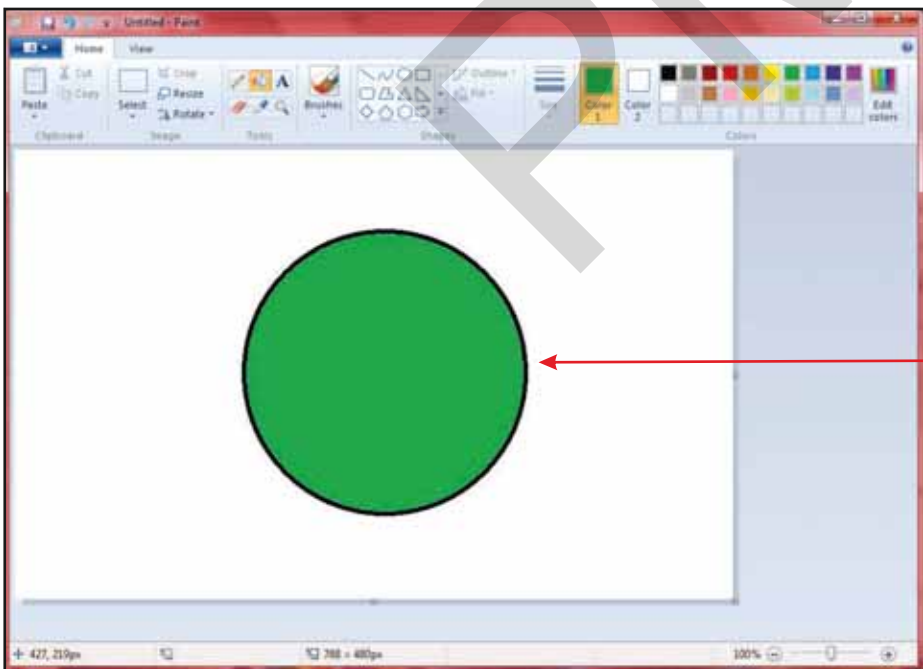 Untitled - Paint
Home View
Cut
Copy
Paste
Crop
Resize
Rotate
Select
A
Brushes
Outline
Fill
Size
Color
1
Color
2
Edit
colors
Clipboard Image Tools Shapes Colors
427, 219px
788 × 480px
100%